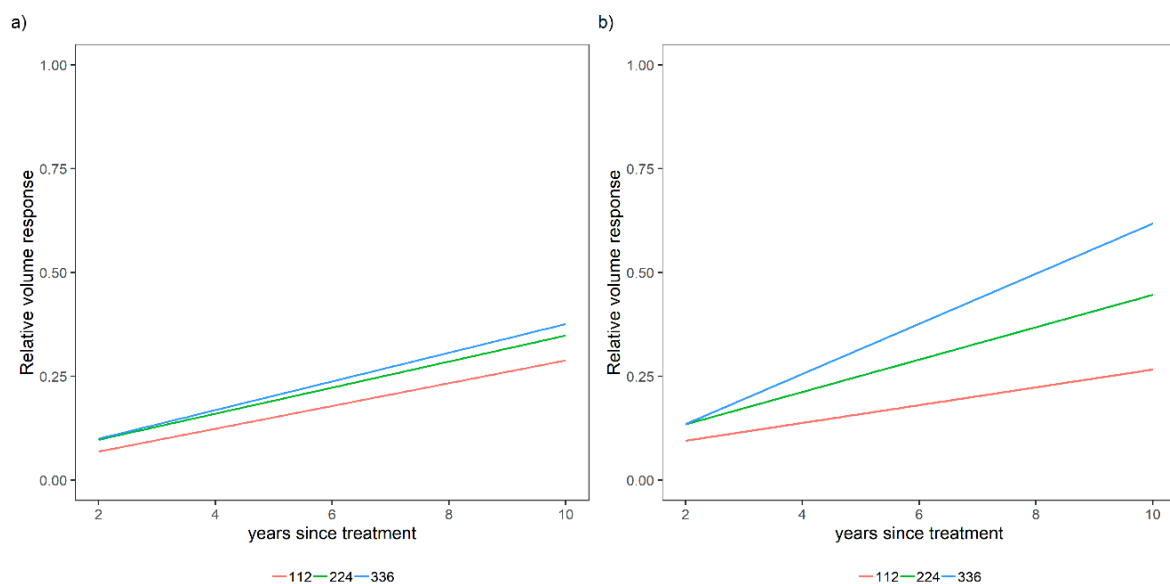 a)
1.00
0.75
0.50
0.25
0.00
Relative volume response
2 4 6 8 10
years since treatment
112 224 336
b)
1.00
0.75
0.50
0.25
0.00
Relative volume response
2 4 6 8 10
years since treatment
112 224 336